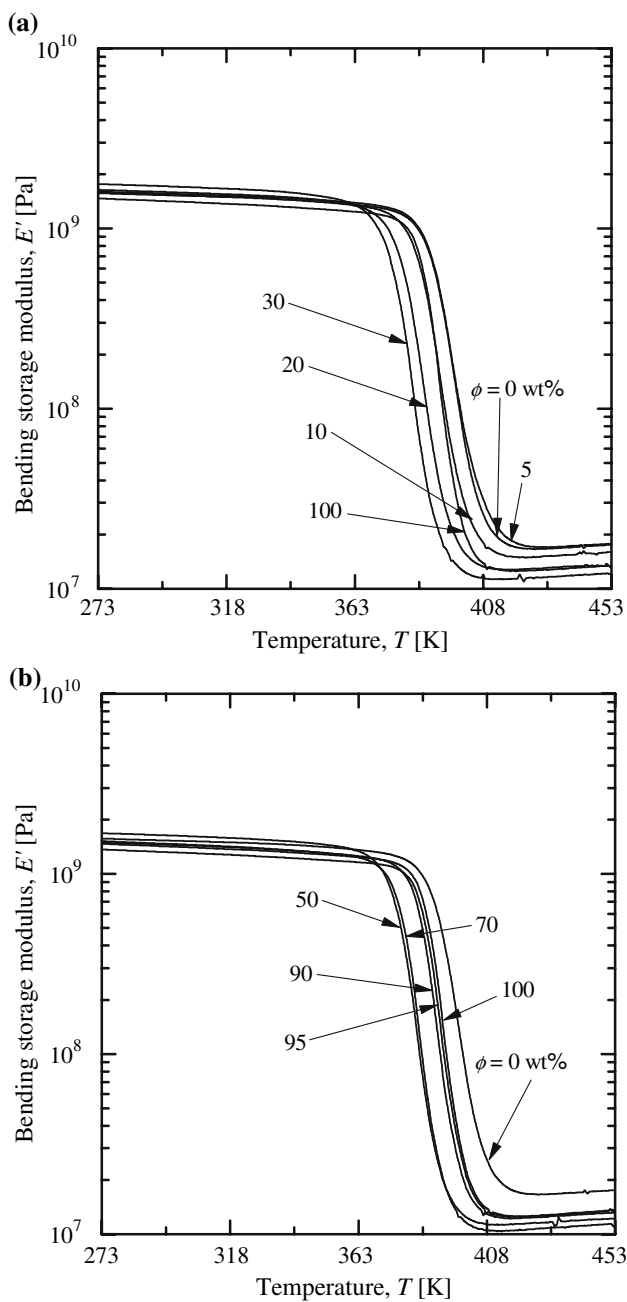 (a)
10^10
10^9
10^8
10^7
Bending storage modulus, E′ [Pa]
30
20
10
100
ϕ = 0 wt%
5
273 318 363 408 453
Temperature, T [K]
(b)
10^10
10^9
10^8
10^7
Bending storage modulus, E′ [Pa]
50
70
90
100
95
ϕ = 0 wt%
273 318 363 408 453
Temperature, T [K]